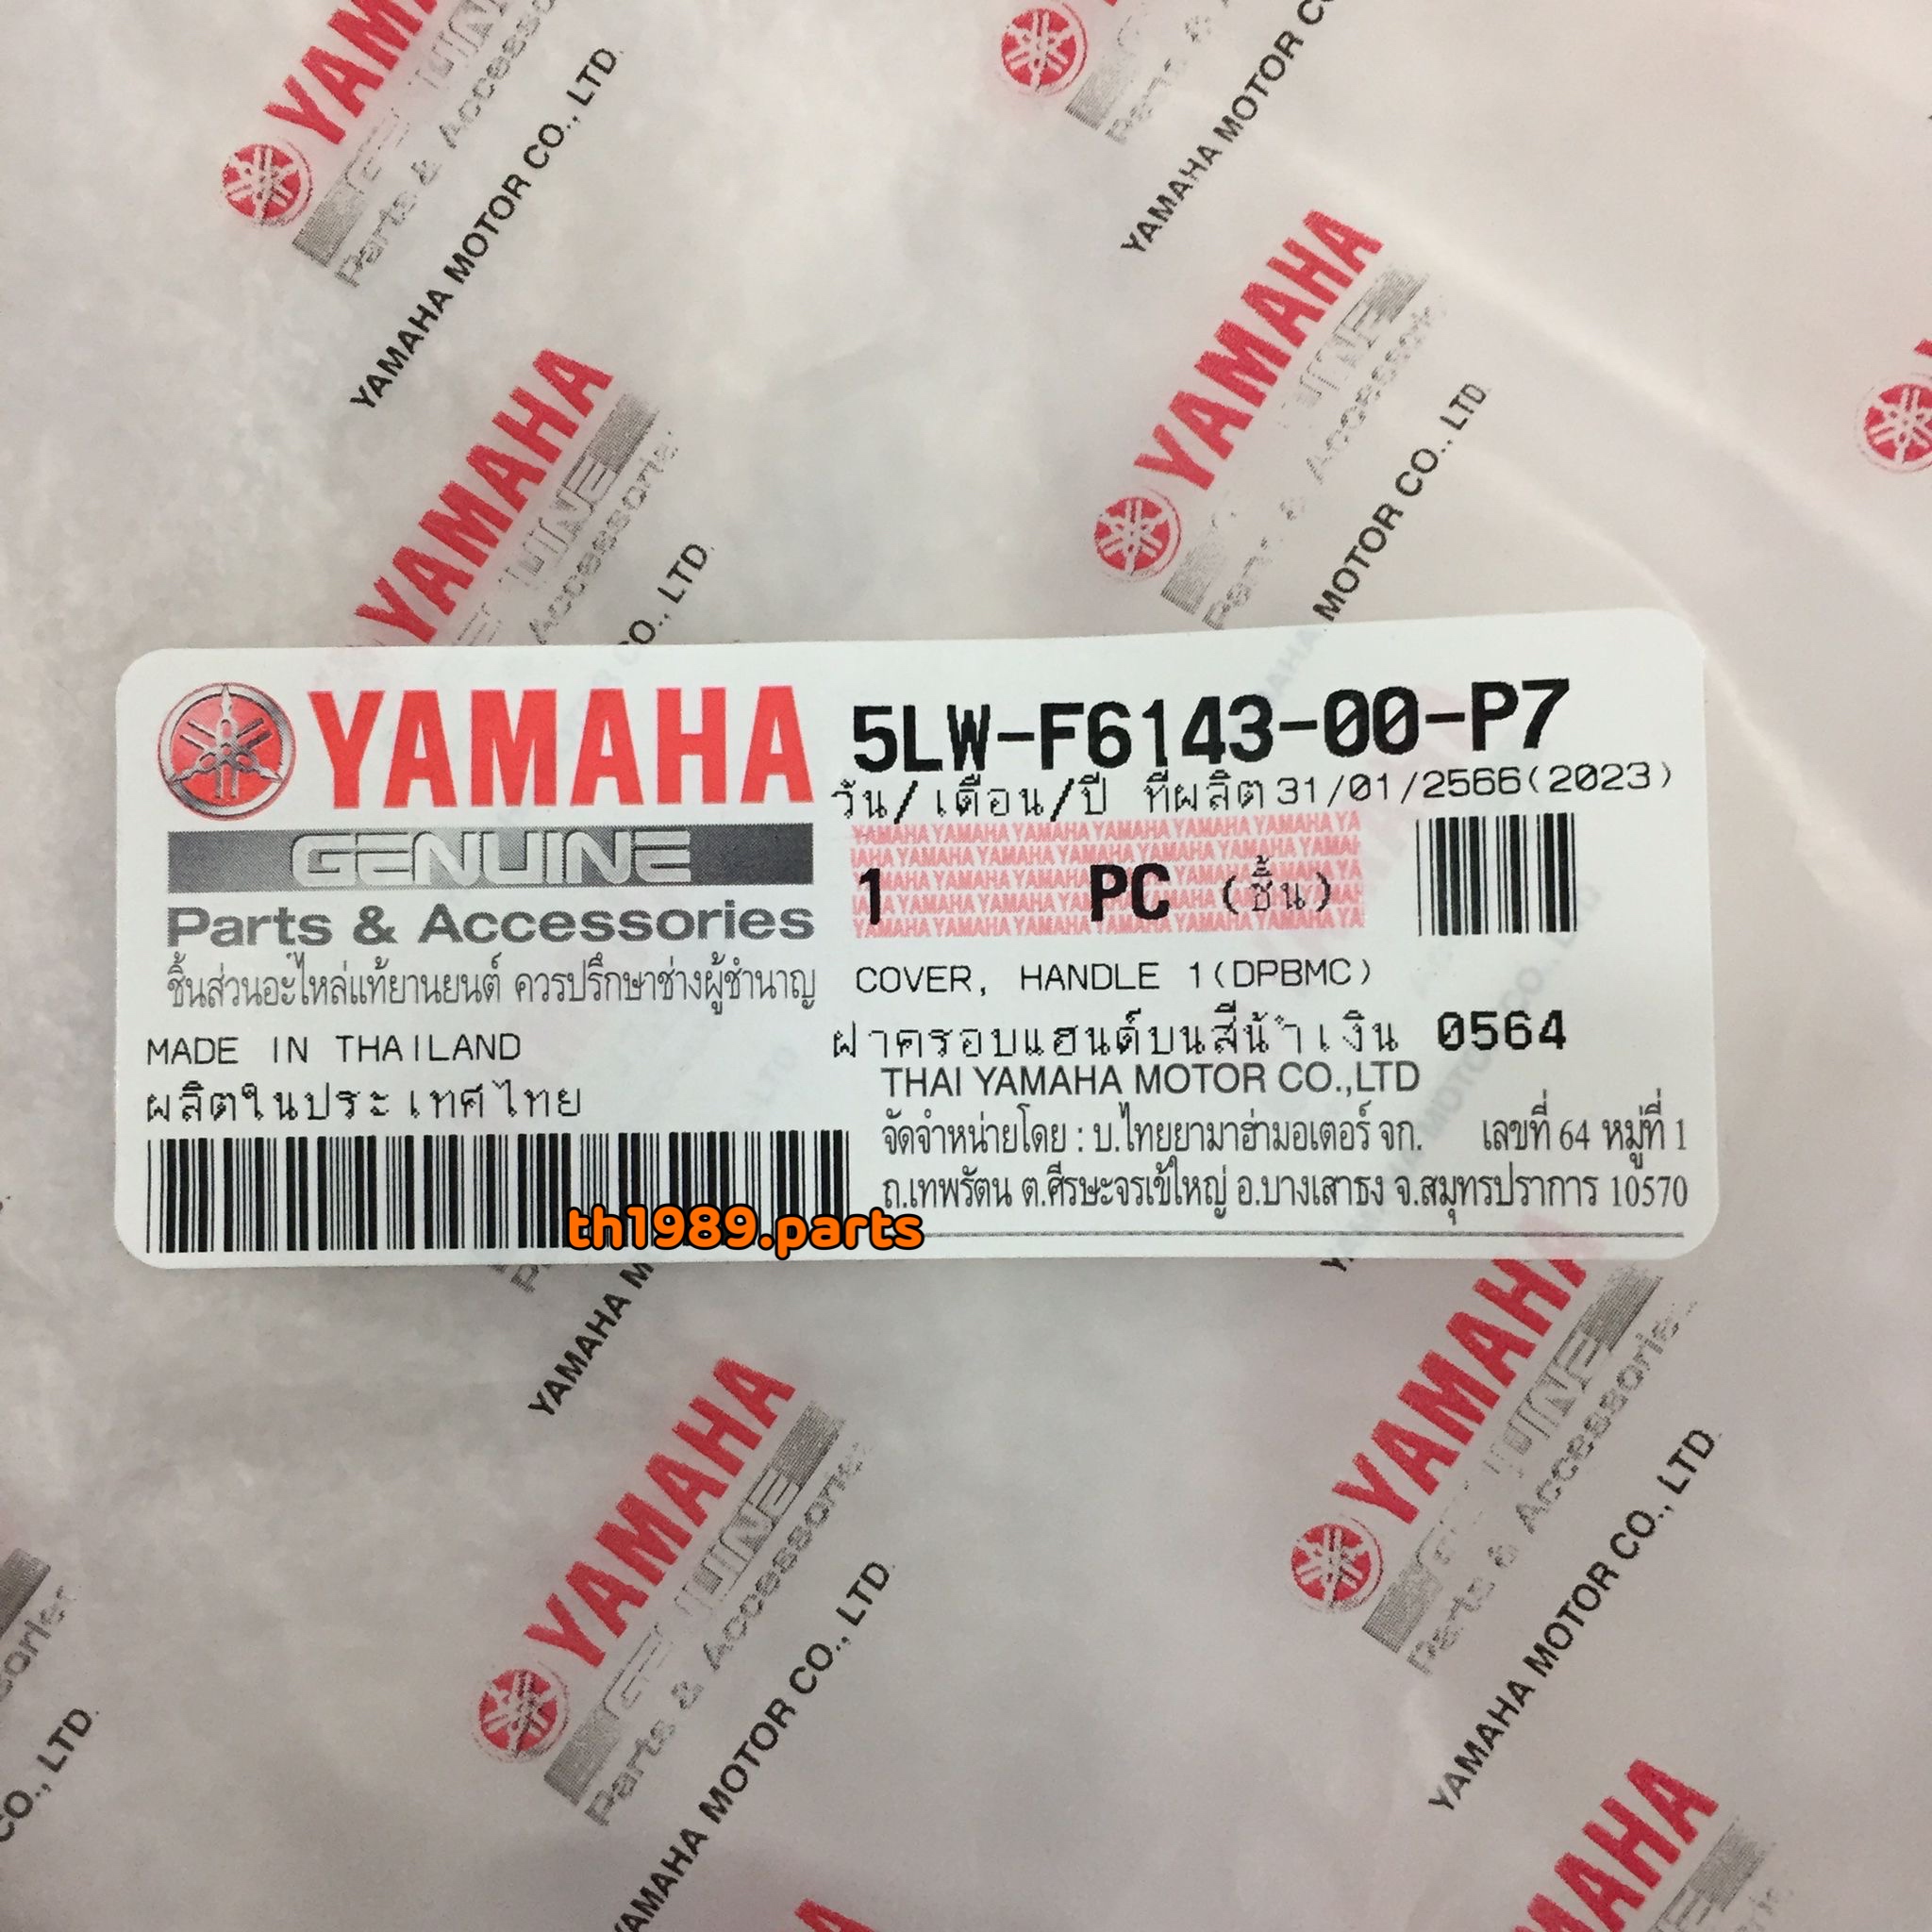 YAMAHA
GENUINE
Parts & Accessories
ชิ้นส่วนอะไหล่แท้ยานยนต์ ควรปรึกษาช่างผู้ชำนาญ
MADE IN THAILAND
ผลิตในประเทศไทย
5LW-F6143-00-P7
วัน/เดือน/ปี ที่ผลิต 31/01/2566(2023)
1 PC (ชิ้น)
COVER, HANDLE 1(DPBMC)
ฝาครอบแฮนด์บนสีน้ำเงิน 0564
THAI YAMAHA MOTOR CO.,LTD
จัดจำหน่ายโดย : บ.ไทยยามาฮ่ามอเตอร์ จก. เลขที่ 64 หมู่ที่ 1
ถ.เทพรัตน ต.ศีรษะจรเข้ใหญ่ อ.บางเสาธง จ.สมุทรปราการ 10570
th1989.parts
YAMAHA
GENUINE
Parts & Accessories
YAMAHA MOTOR CO., LTD.